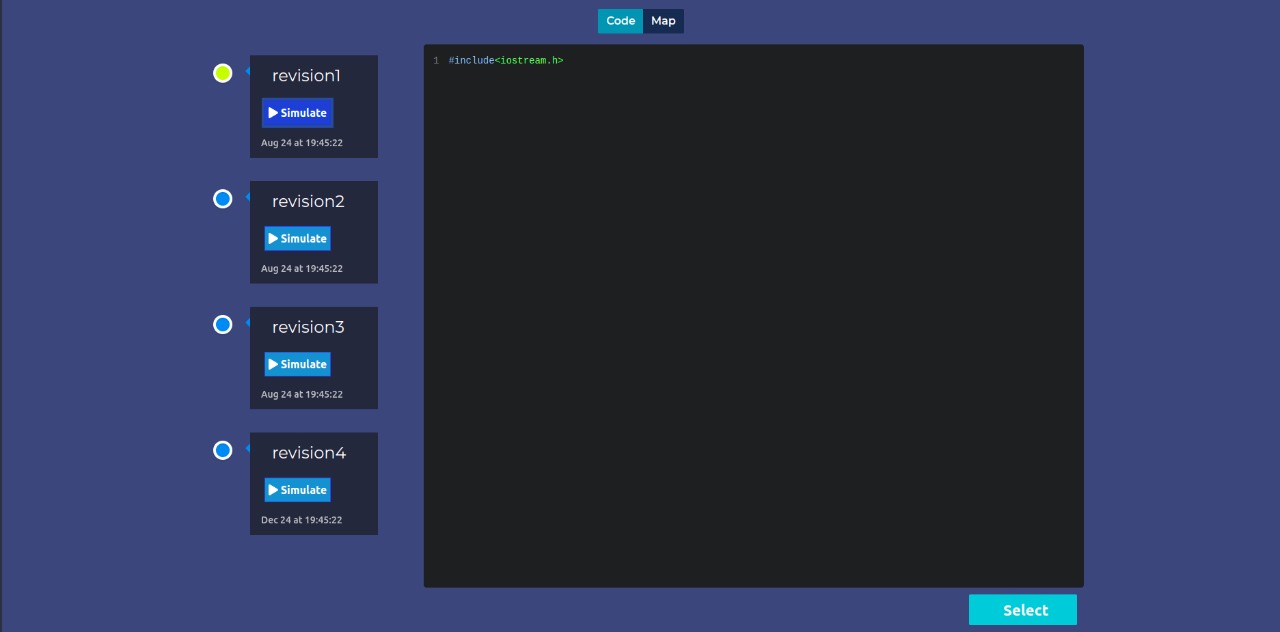 Code Map
revision1
Simulate
Aug 24 at 19:45:22
revision2
Simulate
Aug 24 at 19:45:22
revision3
Simulate
Aug 24 at 19:45:22
revision4
Simulate
Dec 24 at 19:45:22
1 #include<iostream.h>
Select